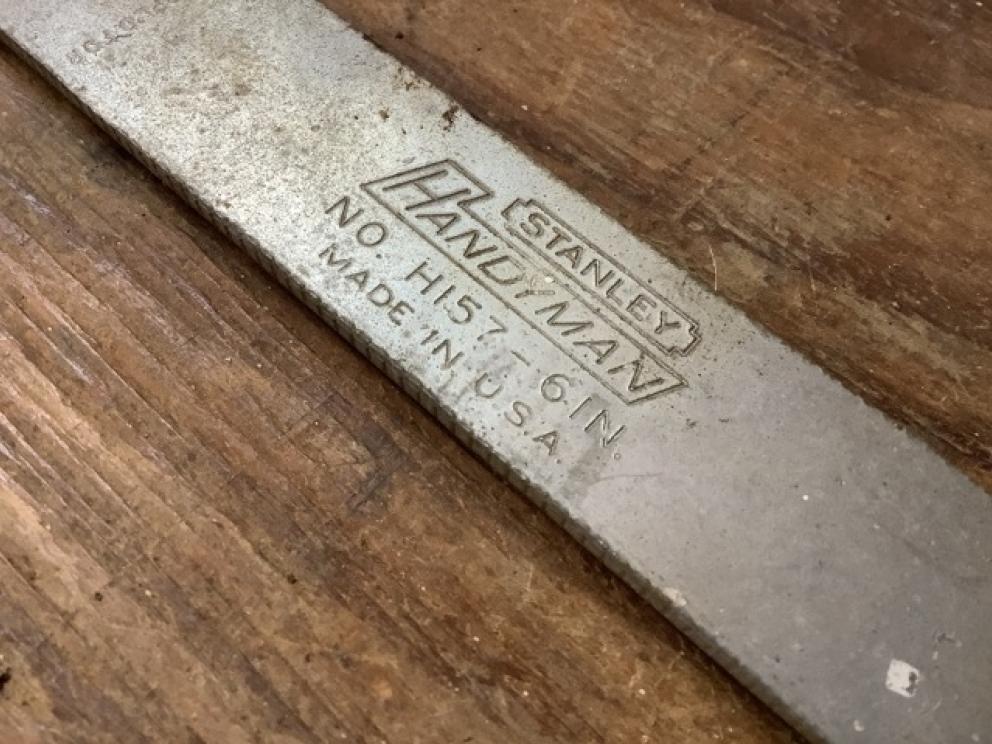 STANLEY
HANDYMAN
NO. H157-6IN.
MADE IN U.S.A.